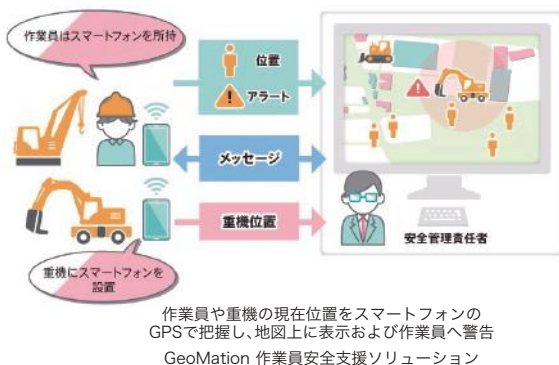 作業員はスマートフォンを所持
位置
アラート
メッセージ
重機位置
安全管理責任者
重機にスマートフォンを
設置
作業員や重機の現在位置をスマートフォンの
GPSで把握し、地図上に表示および作業員へ警告
GeoMation 作業員安全支援ソリューション